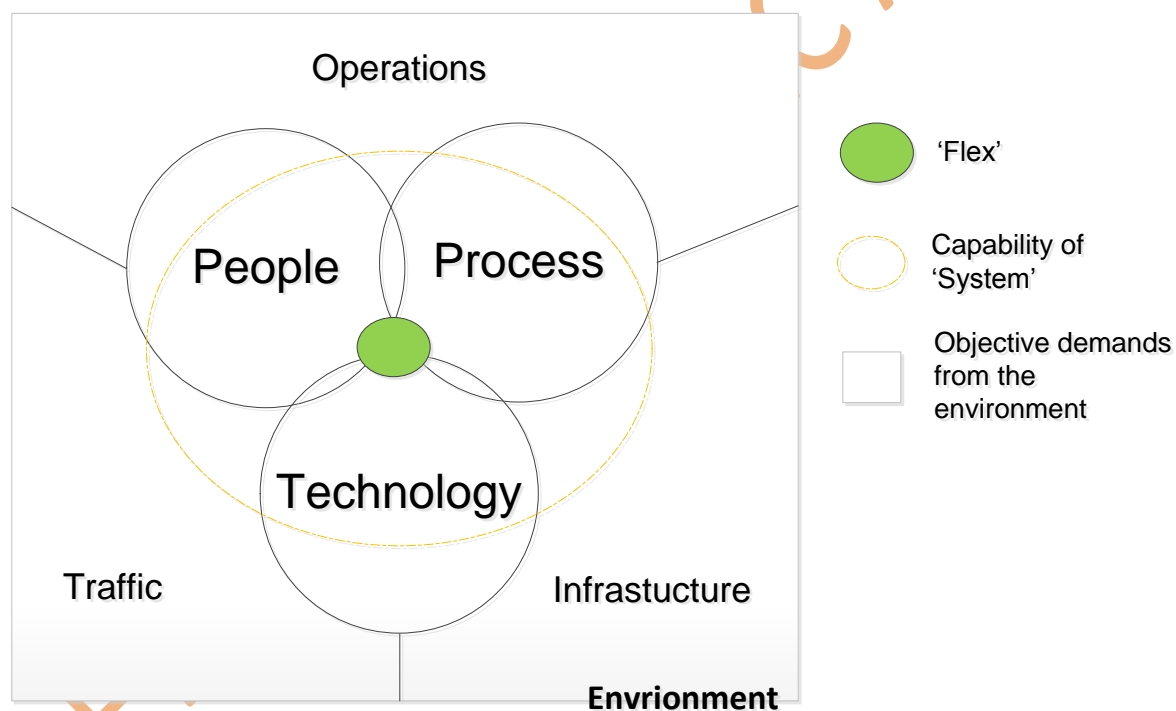 Operations
People
Process
Technology
Traffic
Infrastucture
Envrionment
‘Flex’
Capability of
‘System’
Objective demands
from the
environment